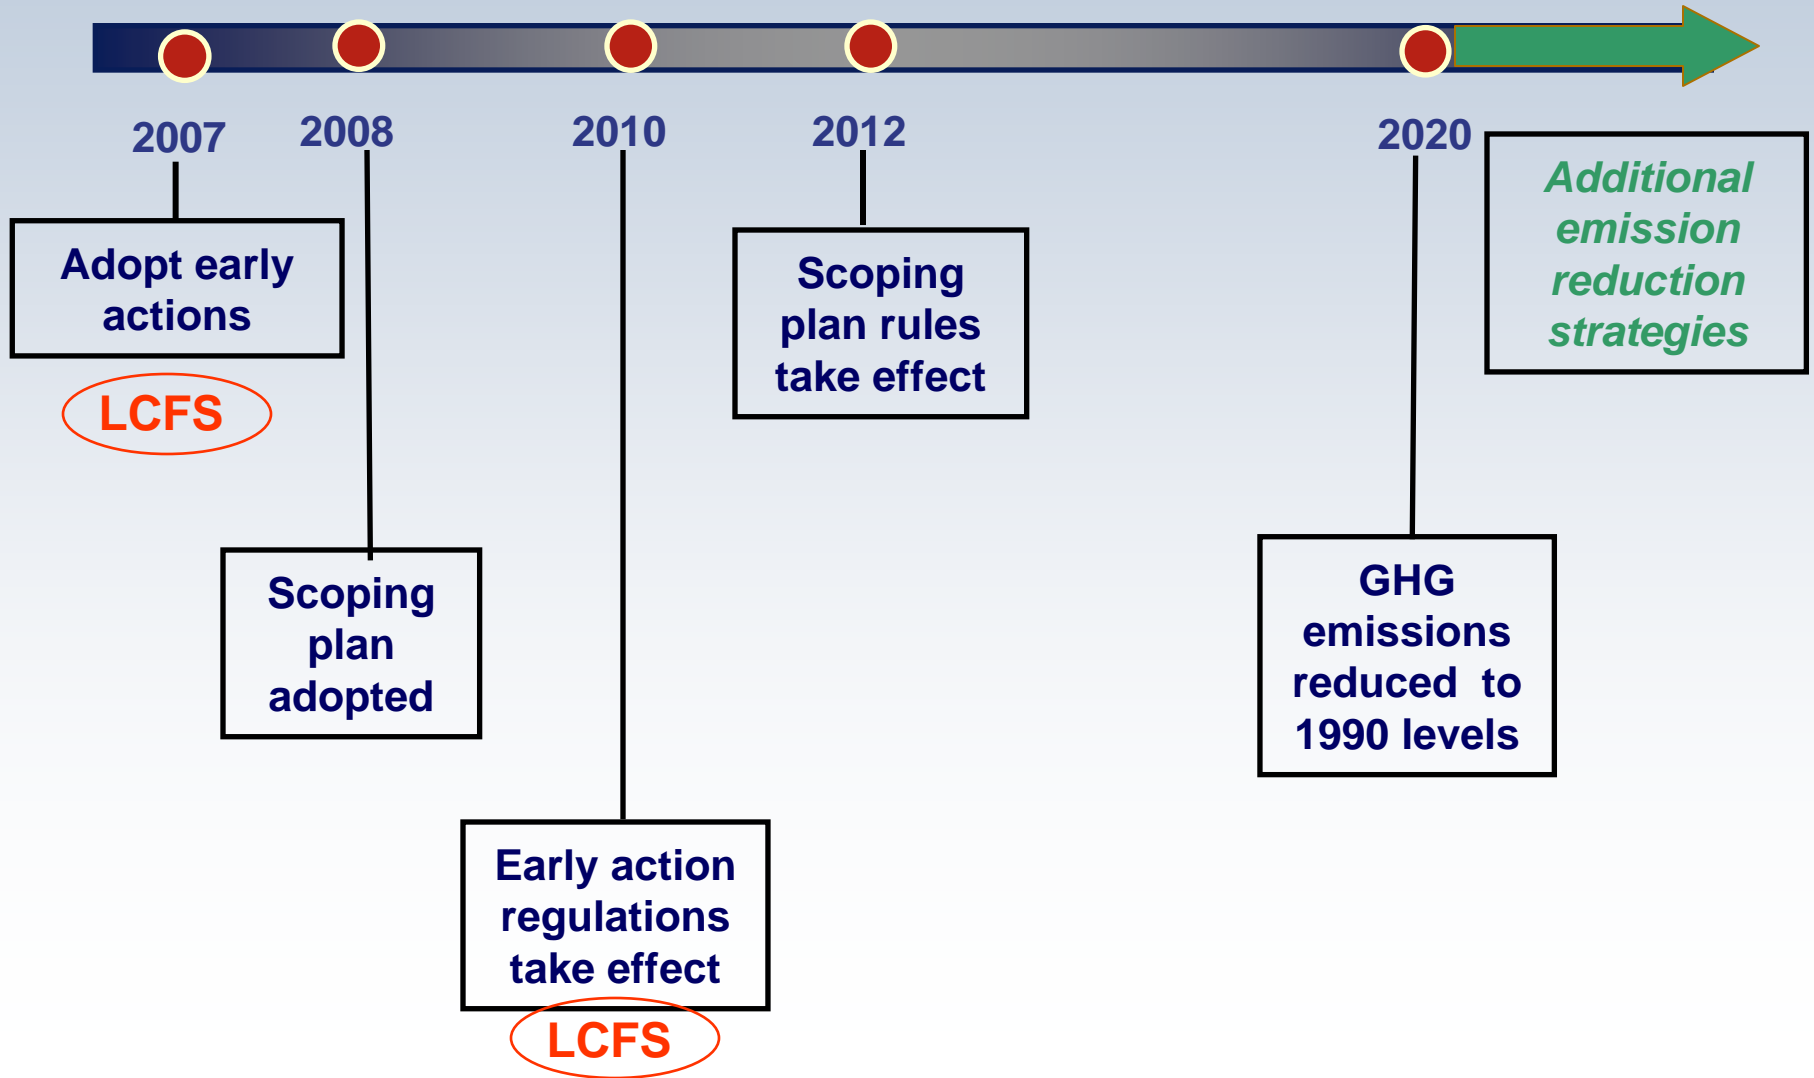 2007
2008
2010
2012
2020
Adopt early
actions
LCFS
Scoping
plan
adopted
Early action
regulations
take effect
LCFS
Scoping
plan rules
take effect
GHG
emissions
reduced to
1990 levels
Additional
emission
reduction
strategies